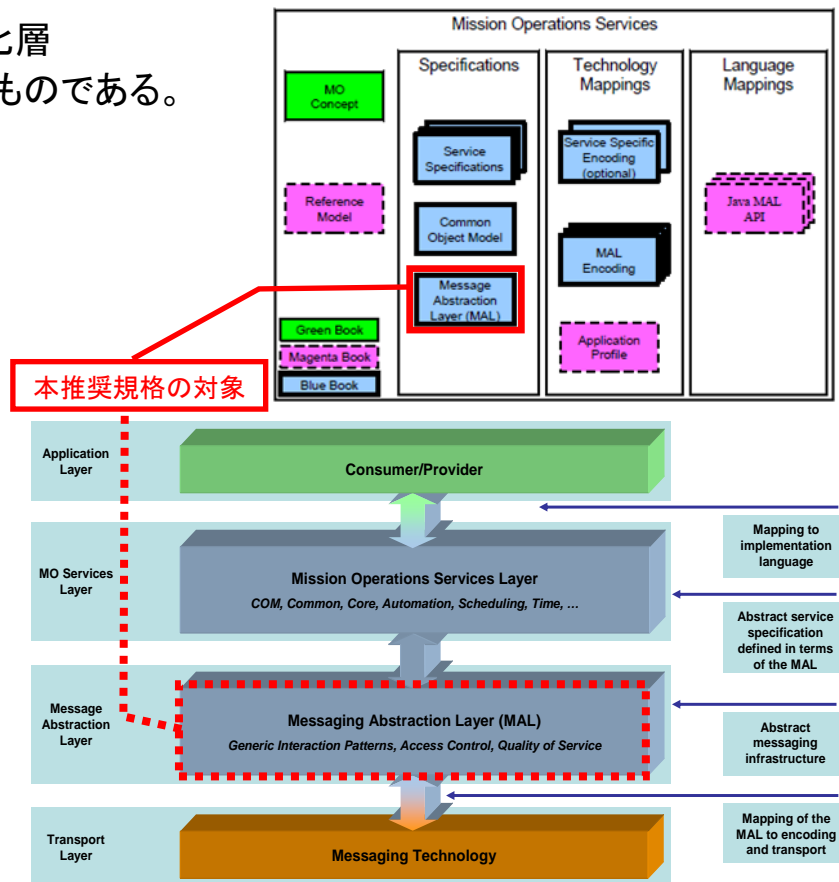 層
ものである。
Mission Operations Services
MO
Concept
Reference
Model
Green Book
Magenta Book
Blue Book
Specifications
Service
Specifications
Common
Object Model
Message
Abstraction
Layer (MAL)
Technology
Mappings
Service Specific
Encoding
(optional)
MAL
Encoding
Application
Profile
Language
Mappings
Java MAL
API
本推奨規格の対象
Application
Layer
Consumer/Provider
Mapping to
implementation
language
MO Services
Layer
Mission Operations Services Layer
COM, Common, Core, Automation, Scheduling, Time, …
Abstract service
specification
defined in terms
of the MAL
Message
Abstraction
Layer
Messaging Abstraction Layer (MAL)
Generic Interaction Patterns, Access Control, Quality of Service
Abstract
messaging
infrastructure
Transport
Layer
Messaging Technology
Mapping of the
MAL to encoding
and transport